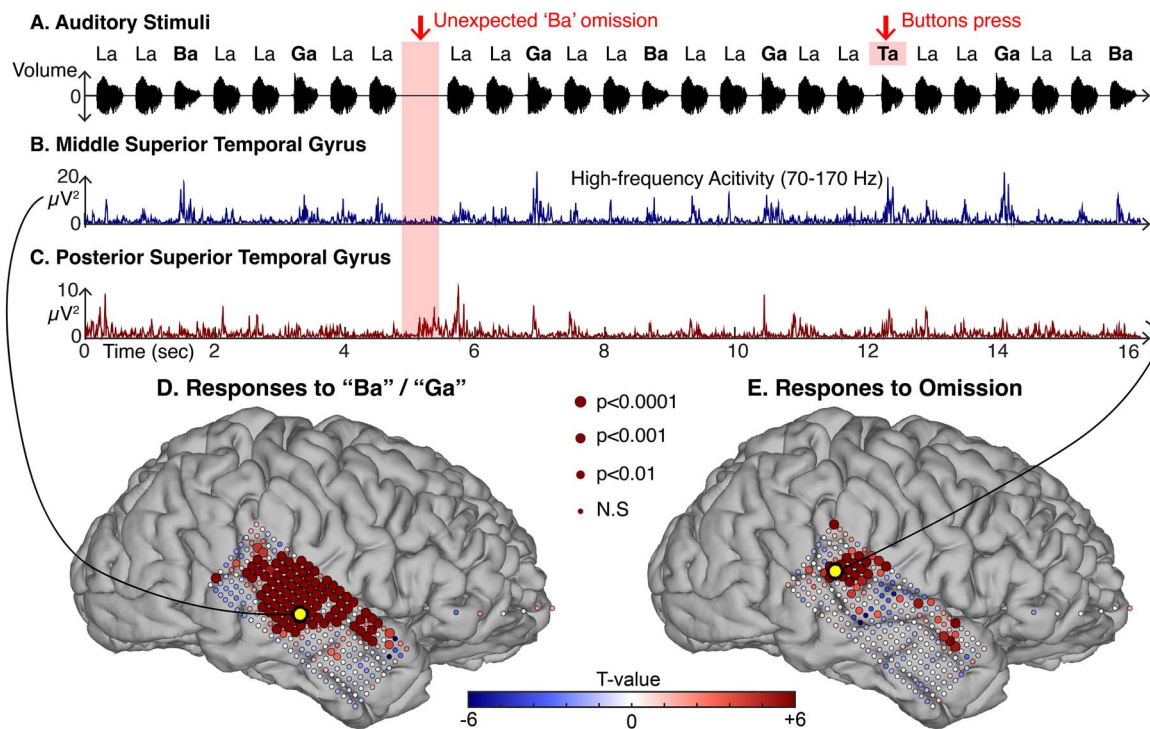 A. Auditory Stimuli
Unexpected ‘Ba’ omission
Buttons press
La La Ba La La Ga La La La La Ga La La Ba La La Ga La La Ta La La Ga La La Ba
Volume
0
B. Middle Superior Temporal Gyrus
20
µV²
0
High-frequency Acitivity (70-170 Hz)
C. Posterior Superior Temporal Gyrus
10
µV²
0
0 Time (sec) 2 4 6 8 10 12 14 16
D. Responses to “Ba” / “Ga”
E. Respones to Omission
p<0.0001
p<0.001
p<0.01
N.S
T-value
-6 0 +6